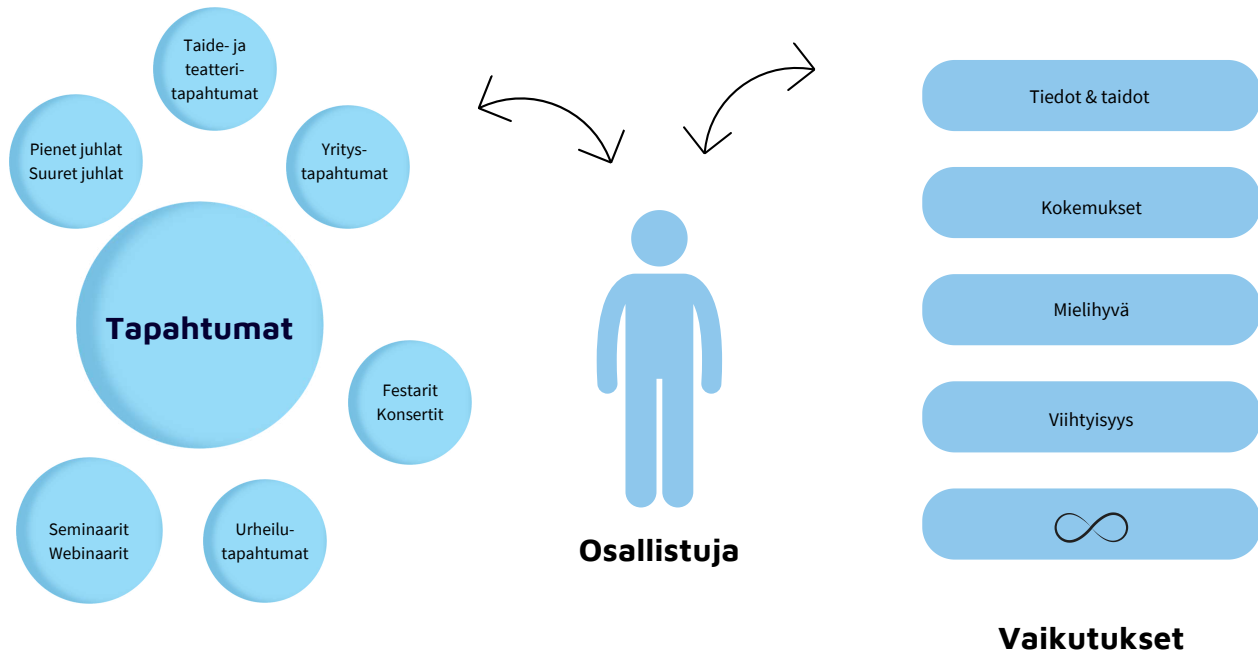 Taide- ja
teatteri-
tapahtumat
Pienet juhlat
Suuret juhlat
Yritys-
tapahtumat
Tapahtumat
Festarit
Konsertit
Seminaarit
Webinaarit
Urheilu-
tapahtumat
Osallistuja
Tiedot & taidot
Kokemukset
Mielihyvä
Viihtyisyys
∞
Vaikutukset